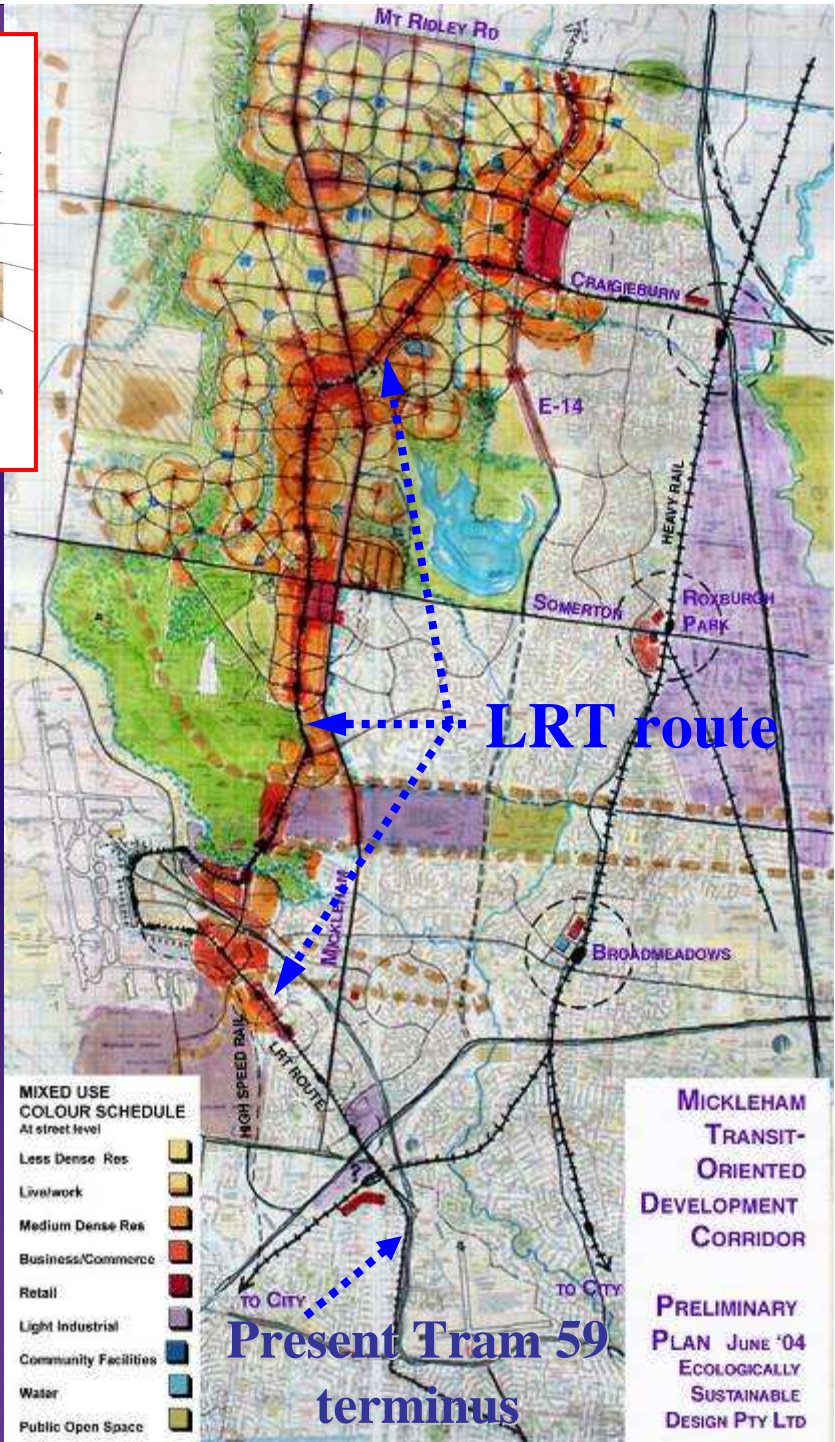 MT RIDLEY RD
CRAIGIEBURN
E-14
HEAVY RAIL
SOMERTON
ROXBURGH
PARK
LRT route
MICKLEHAM
BROADMEADOWS
HIGH SPEED RAIL
LRT ROUTE
MIXED USE
COLOUR SCHEDULE
At street level
Less Dense Res
Live/work
Medium Dense Res
Business/Commerce
Retail
Light Industrial
Community Facilities
Water
Public Open Space
TO CITY
TO CITY
Present Tram 59
terminus
MICKLEHAM
TRANSIT-
ORIENTED
DEVELOPMENT
CORRIDOR
PRELIMINARY
PLAN JUNE '04
ECOLOGICALLY
SUSTAINABLE
DESIGN PTY LTD